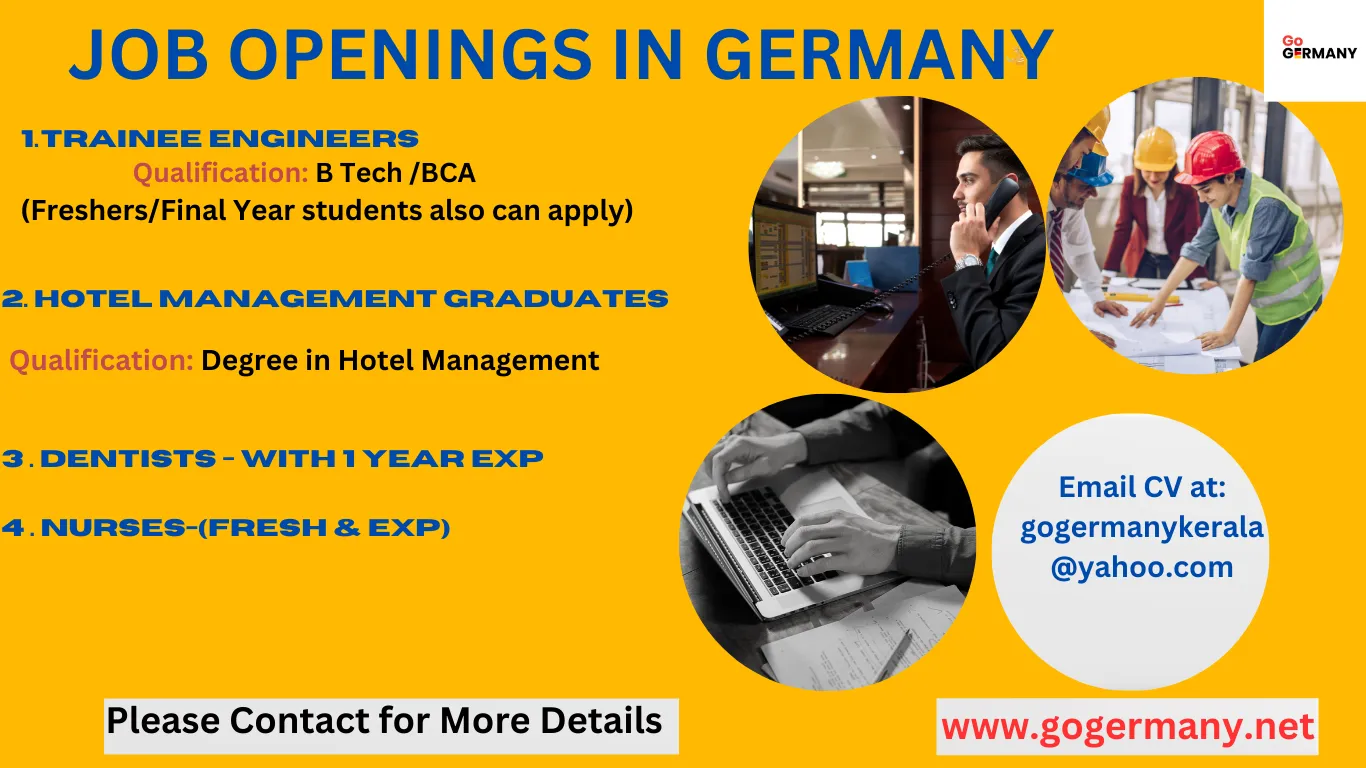 JOB OPENINGS IN GERMANY
Go
GERMANY
1.TRAINEE ENGINEERS
Qualification: B Tech /BCA
(Freshers/Final Year students also can apply)
2. HOTEL MANAGEMENT GRADUATES
Qualification: Degree in Hotel Management
3 . DENTISTS - WITH 1 YEAR EXP
4 . NURSES-(FRESH & EXP)
Email CV at:
gogermanykerala
@yahoo.com
Please Contact for More Details
www.gogermany.net